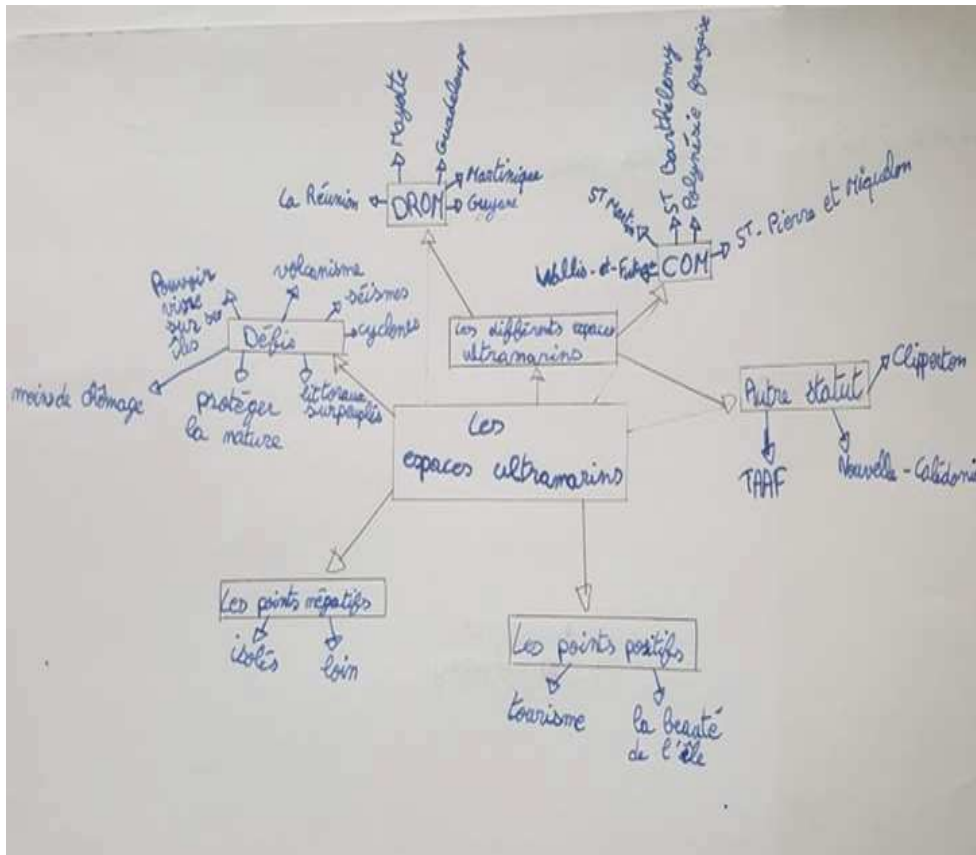 Mayotte
Guadeloupe
La Réunion
DROM
Martinique
Guyane
ST Martin
ST Barthélemy
Polynésie française
Wallis-et-Futuna
COM
ST-Pierre et Miquelon
Pouvoir
vivre
sur ses
îles
volcanisme
séismes
cyclones
Défis
moins de chômage
protéger
la nature
littoraux
surpeuplés
Les différents espaces
ultramarins
Autre statut
Clipperton
TAAF
Nouvelle-Calédonie
Les
espaces ultramarins
Les points négatifs
isolés
loin
Les points positifs
tourisme
la beauté
de l'île